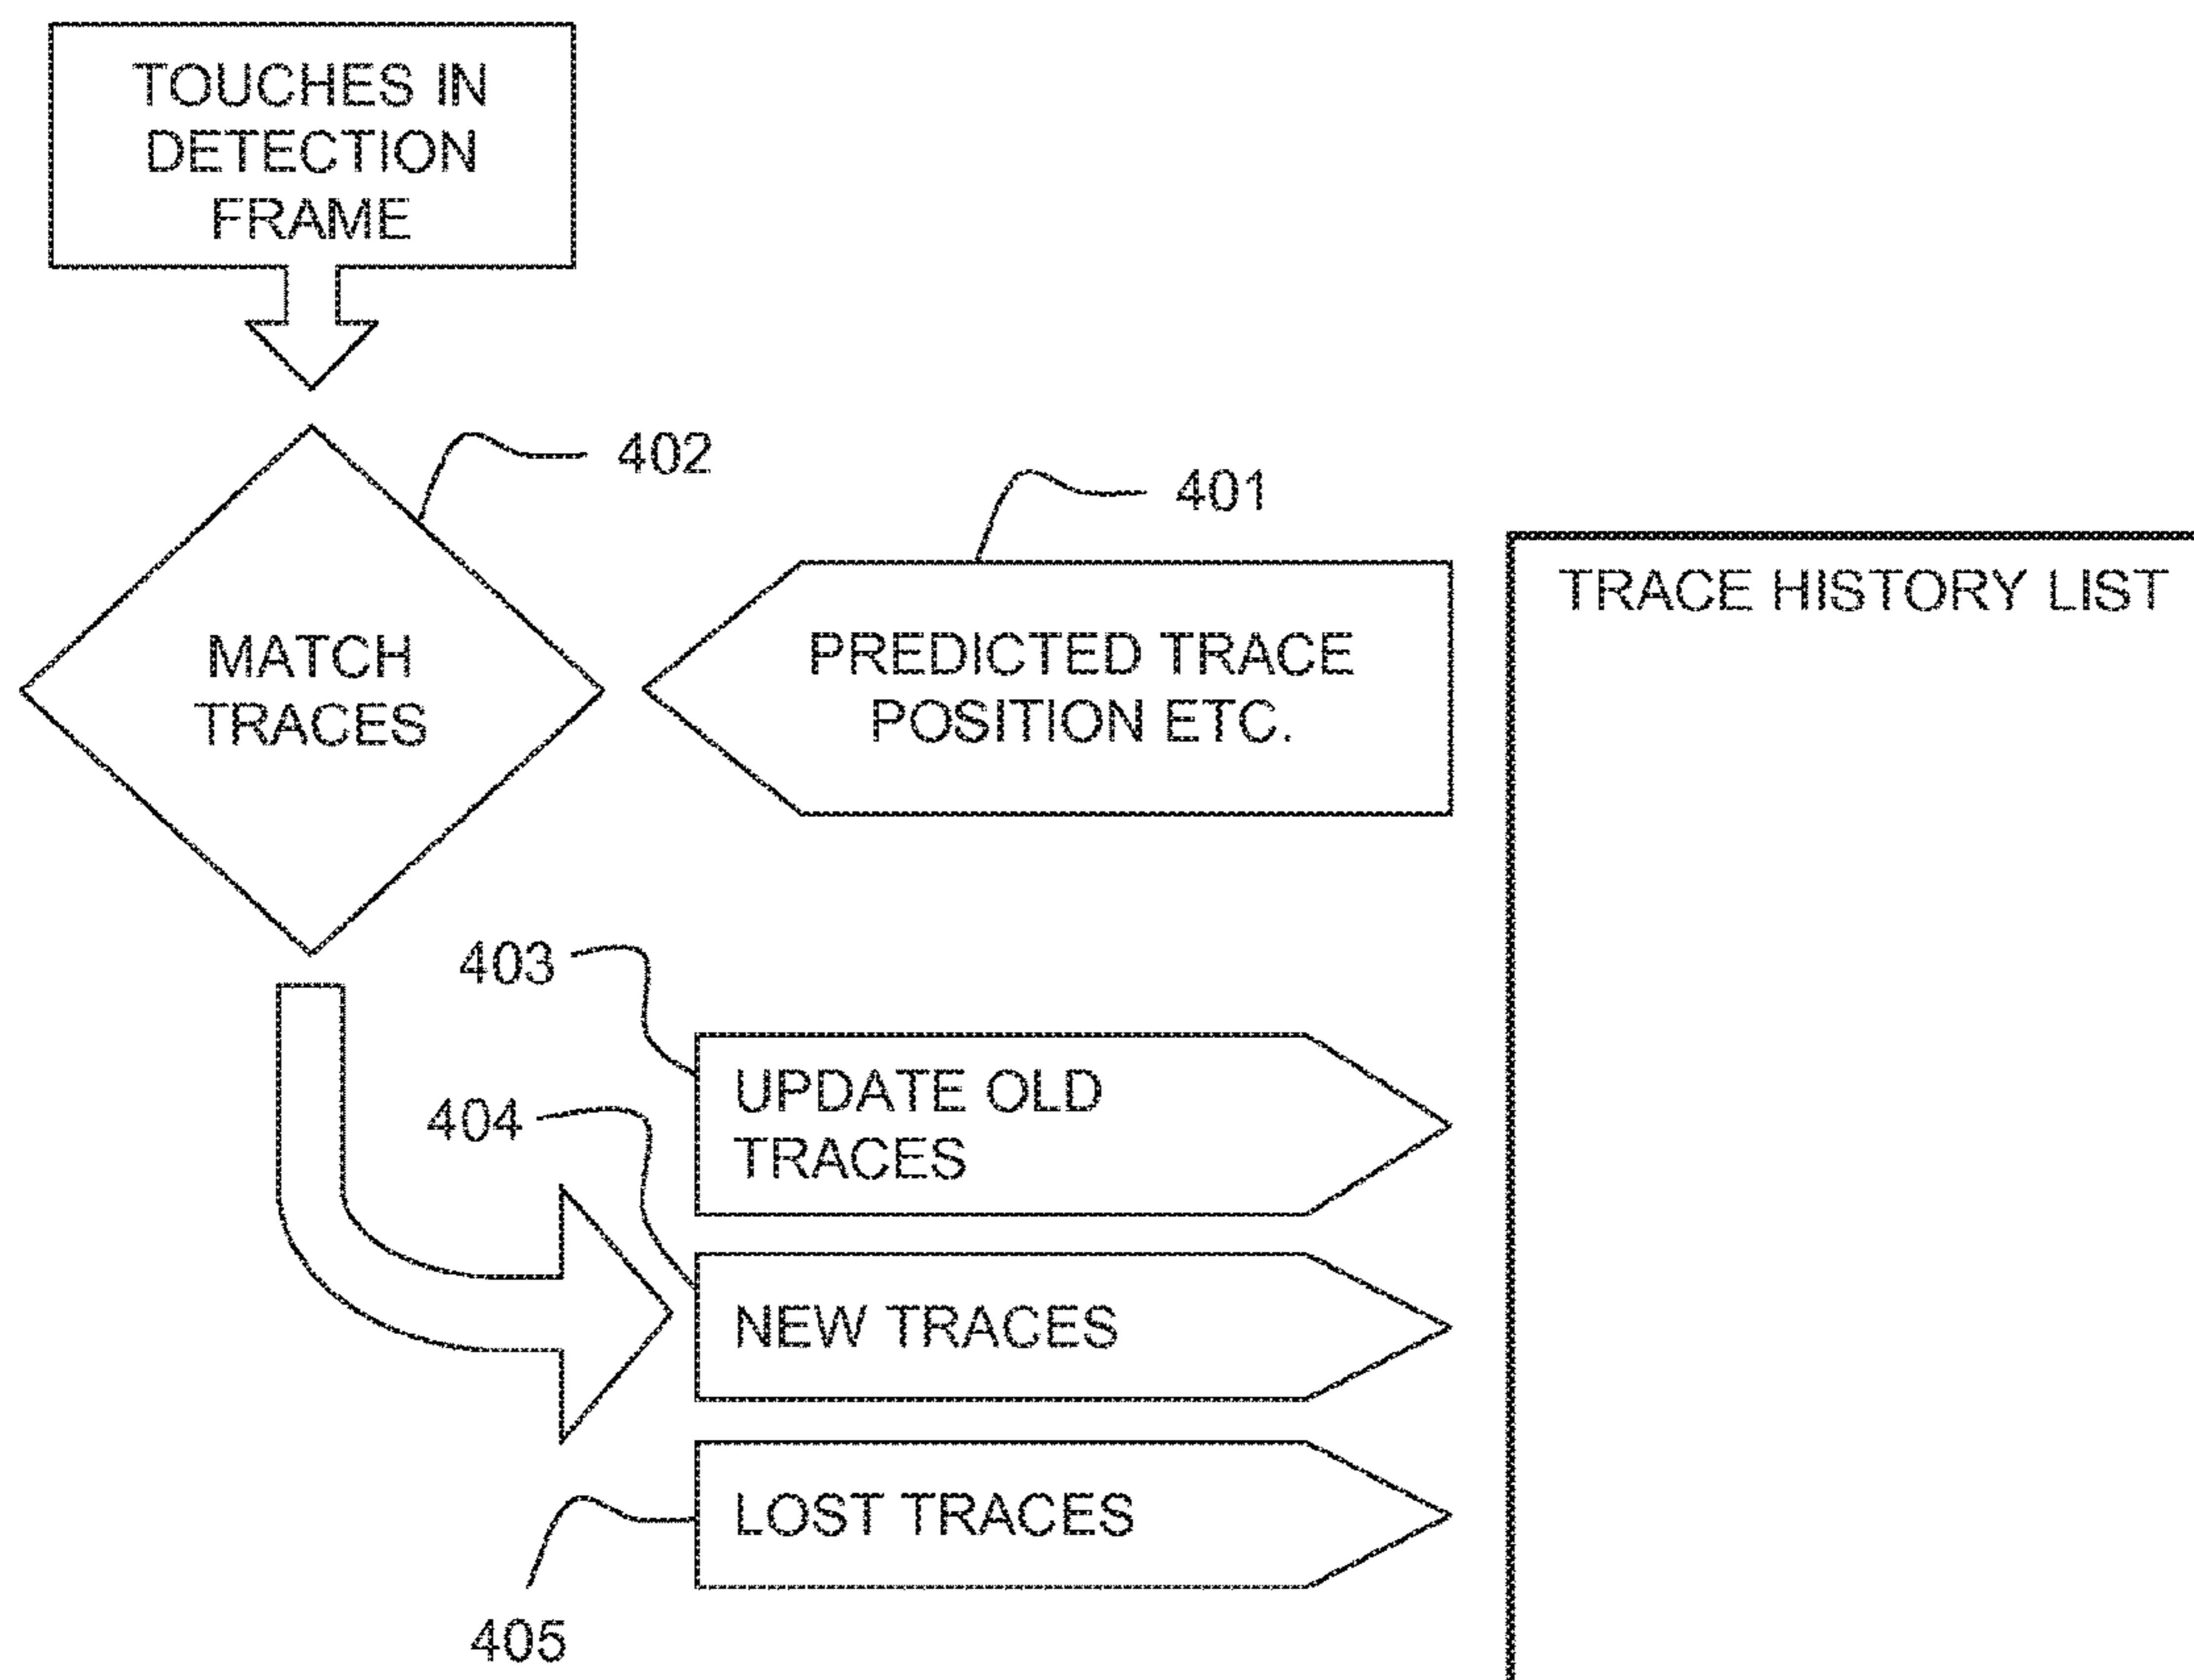 TOUCHES IN
DETECTION
FRAME
402
401
TRACE HISTORY LIST
MATCH
TRACES
PREDICTED TRACE
POSITION ETC.
403
UPDATE OLD
TRACES
404
NEW TRACES
LOST TRACES
405